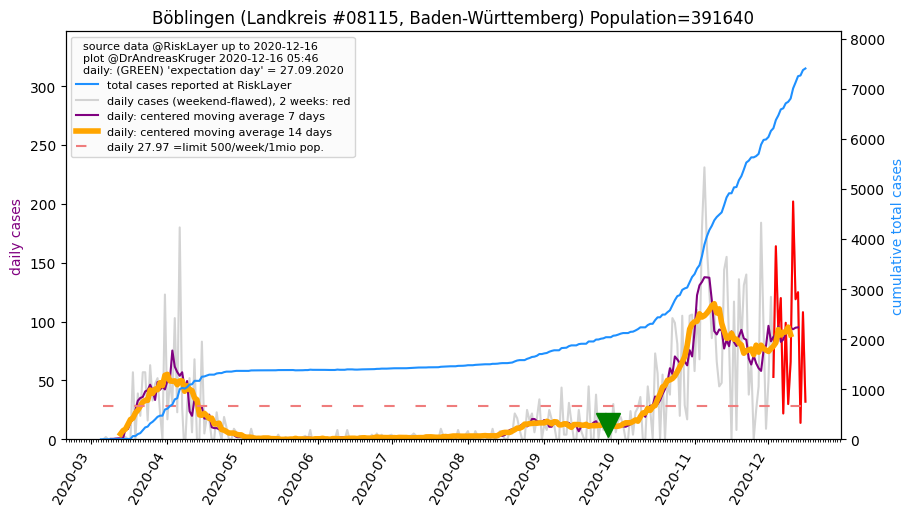 Böblingen (Landkreis #08115, Baden-Württemberg) Population=391640
source data @RiskLayer up to 2020-12-16
plot @DrAndreasKruger 2020-12-16 05:46
daily: (GREEN) 'expectation day' = 27.09.2020
total cases reported at RiskLayer
daily cases (weekend-flawed), 2 weeks: red
daily: centered moving average 7 days
daily: centered moving average 14 days
daily 27.97 =limit 500/week/1mio pop.
daily cases
300
250
200
150
100
50
0
cumulative total cases
8000
7000
6000
5000
4000
3000
2000
1000
0
2020-03
2020-04
2020-05
2020-06
2020-07
2020-08
2020-09
2020-10
2020-11
2020-12